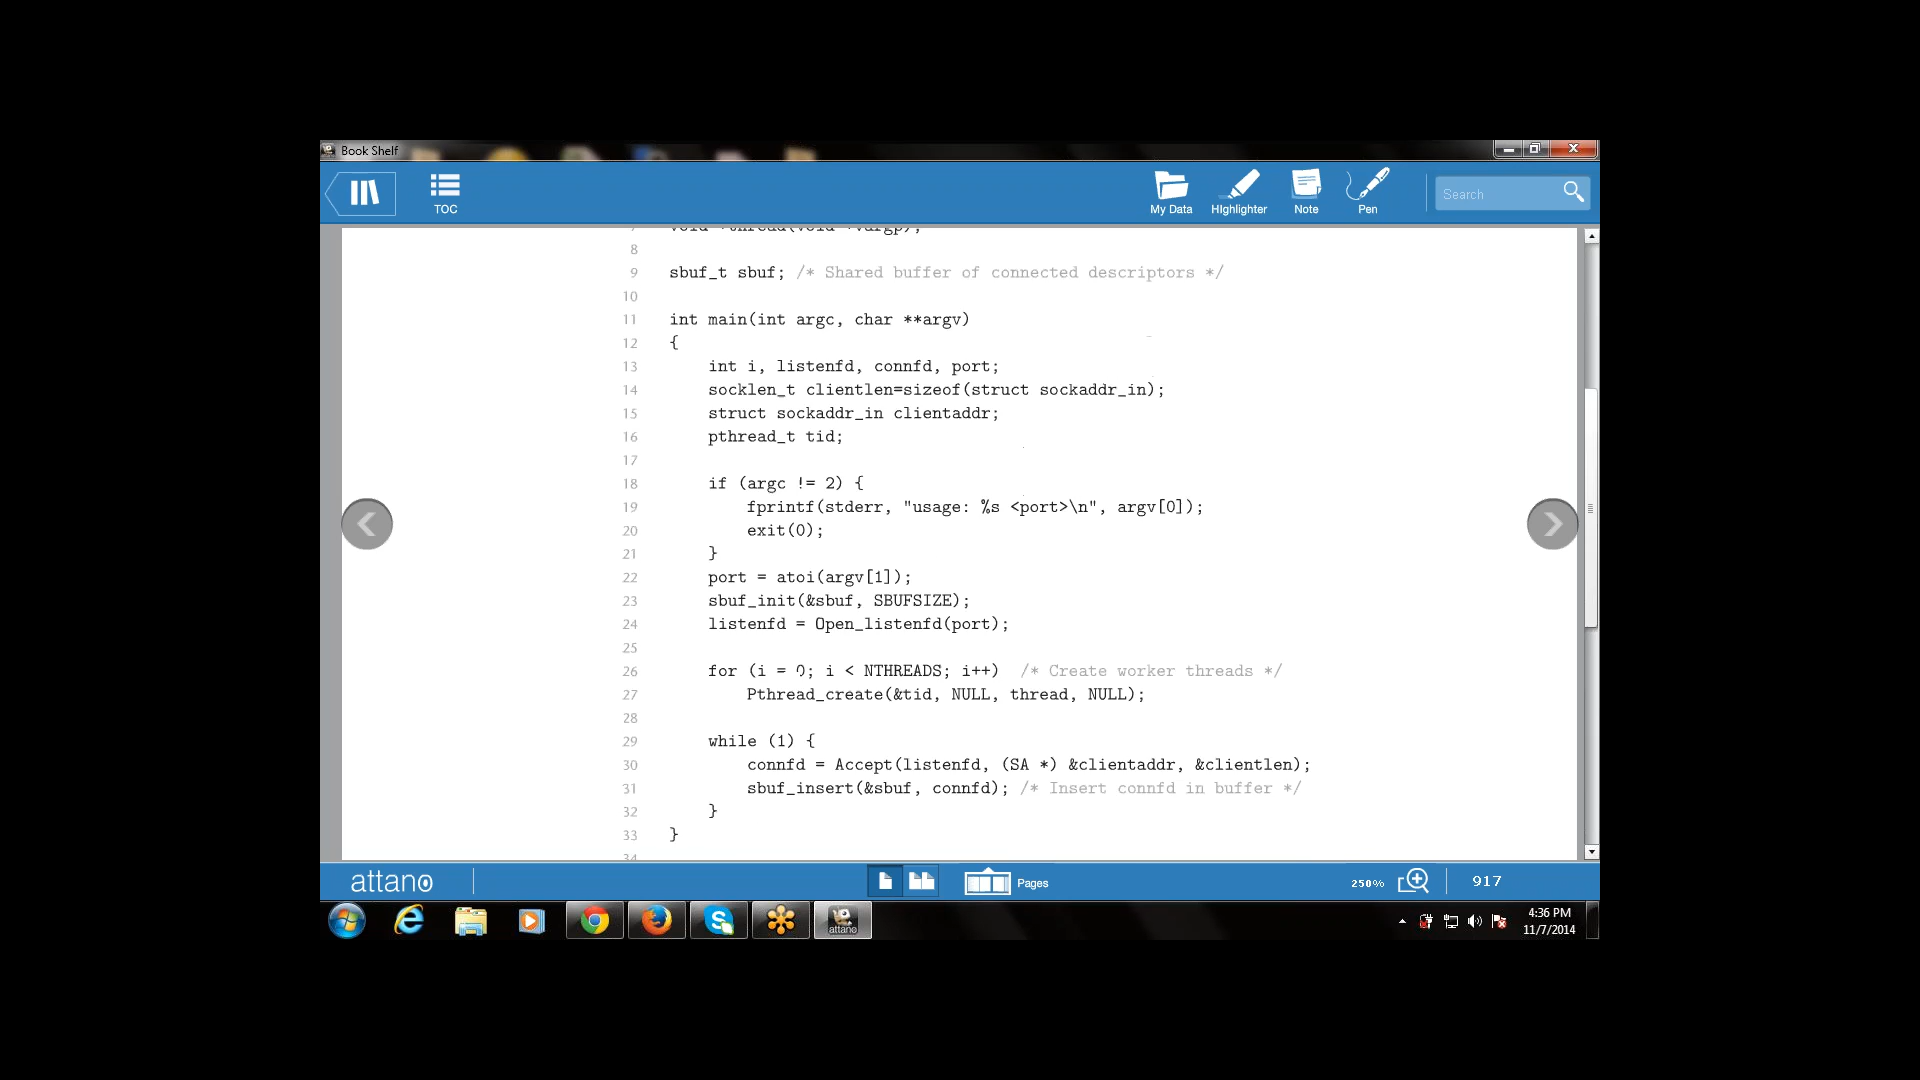 Book Shelf
TOC
My Data
HIghlighter
Note
Pen
Search
8
9 sbuf_t sbuf; /* Shared buffer of connected descriptors */
10
11 int main(int argc, char **argv)
12 {
13 int i, listenfd, connfd, port;
14 socklen_t clientlen=sizeof(struct sockaddr_in);
15 struct sockaddr_in clientaddr;
16 pthread_t tid;
17
18 if (argc != 2) {
19 fprintf(stderr, "usage: %s <port>\n", argv[0]);
20 exit(0);
21 }
22 port = atoi(argv[1]);
23 sbuf_init(&sbuf, SBUFSIZE);
24 listenfd = Open_listenfd(port);
25
26 for (i = 0; i < NTHREADS; i++) /* Create worker threads */
27 Pthread_create(&tid, NULL, thread, NULL);
28
29 while (1) {
30 connfd = Accept(listenfd, (SA *) &clientaddr, &clientlen);
31 sbuf_insert(&sbuf, connfd); /* Insert connfd in buffer */
32 }
33 }
34
attano
Pages
250%
917
attano
4:36 PM
11/7/2014